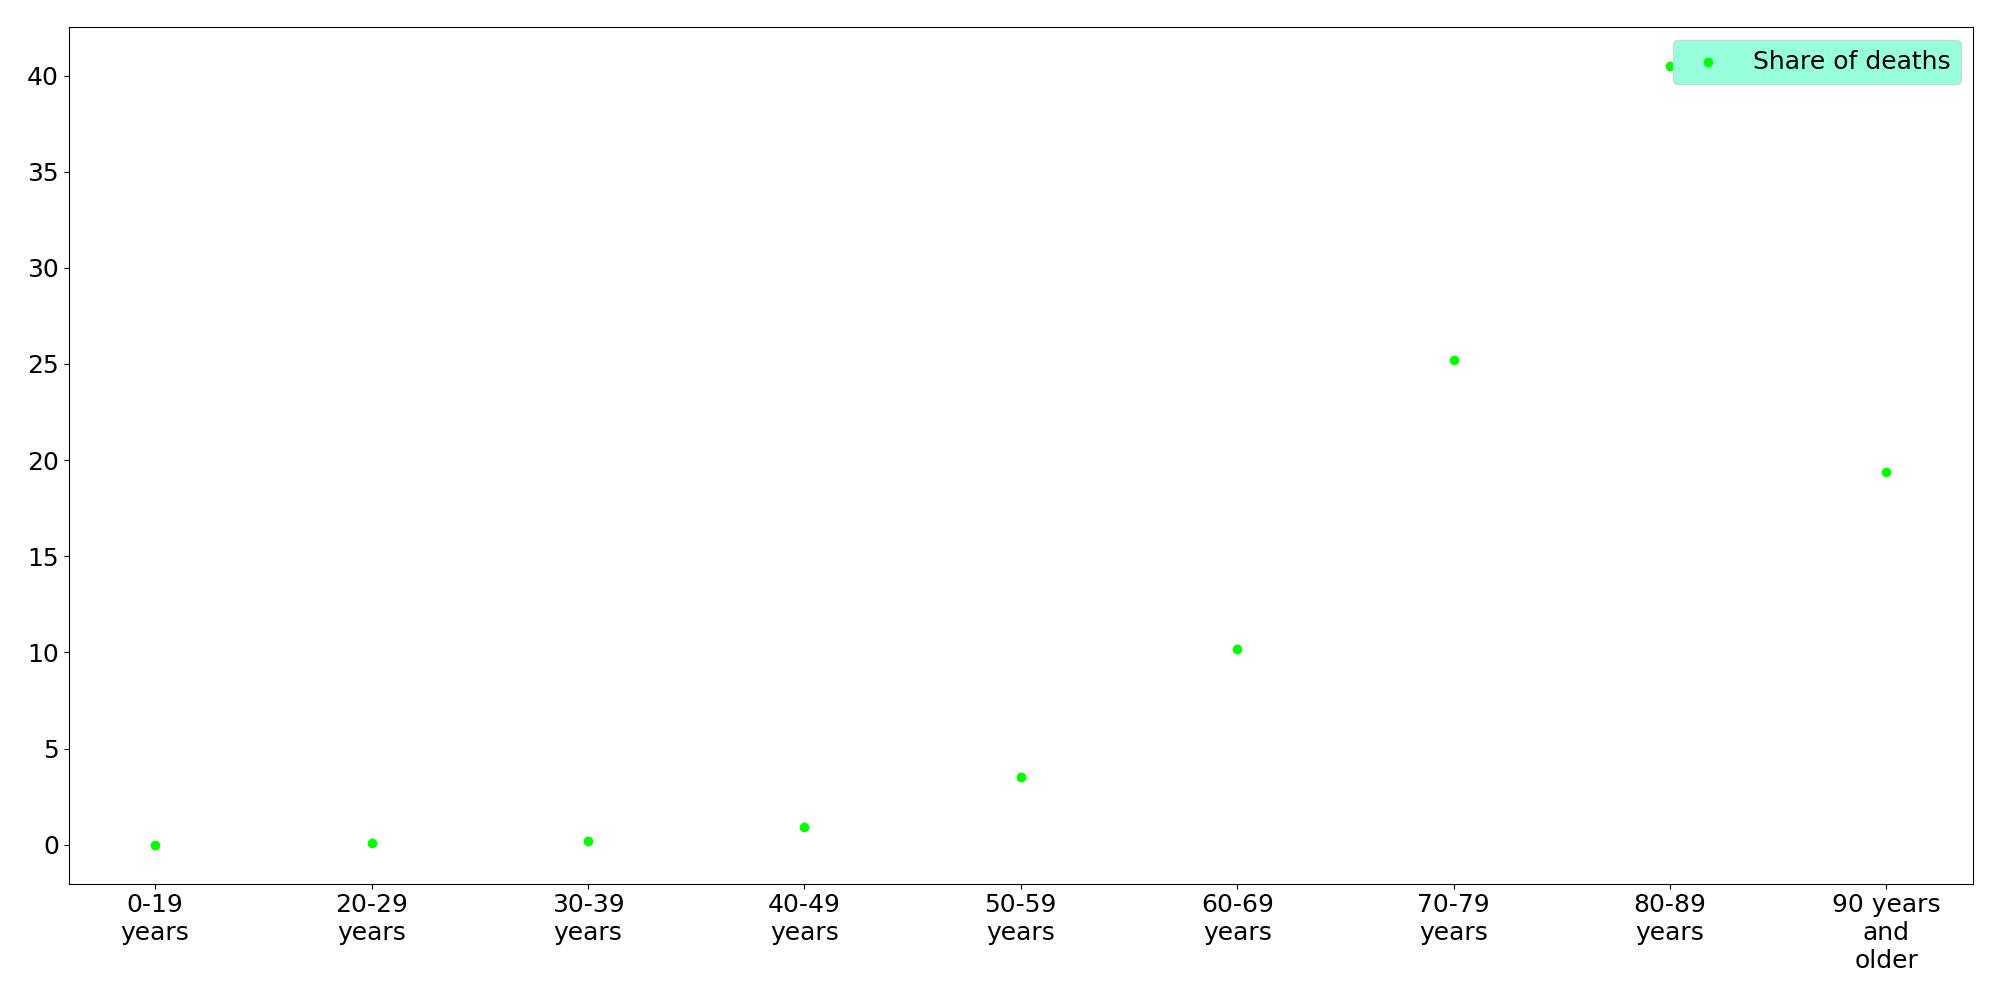 Share of deaths
40
35
30
25
20
15
10
5
0
0-19
years
20-29
years
30-39
years
40-49
years
50-59
years
60-69
years
70-79
years
80-89
years
90 years
and
older